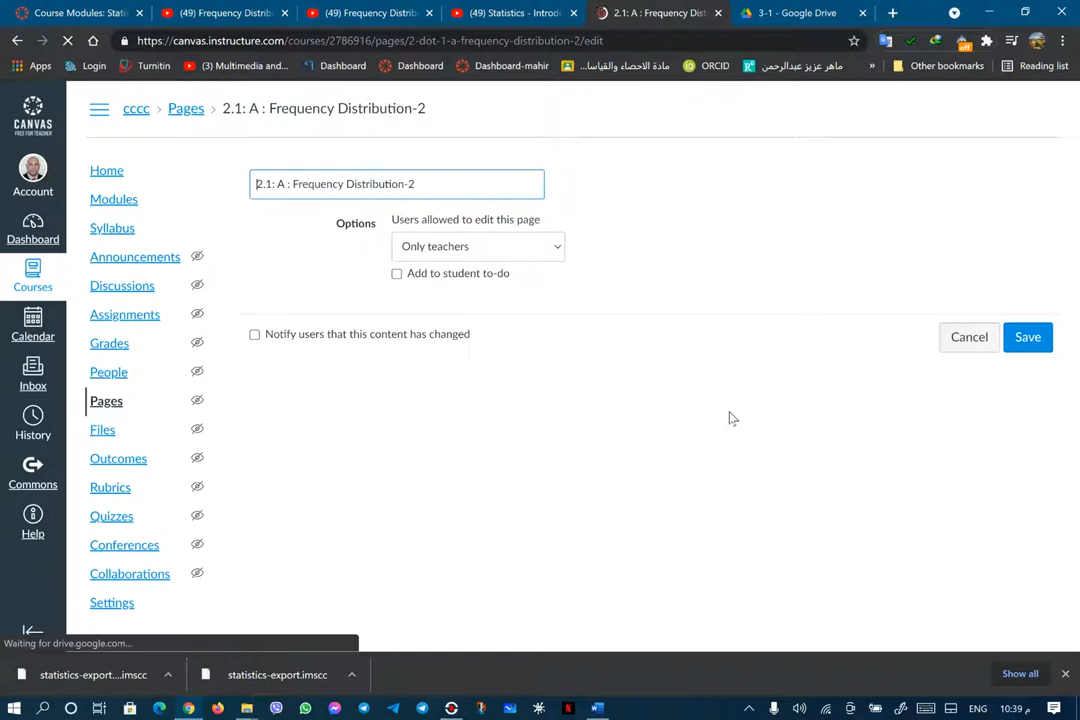 Course Modules: Stati
(49) Frequency Distrib
(49) Frequency Distrib
(49) Statistics - Introdu
2.1: A : Frequency Distri
3-1 - Google Drive
https://canvas.instructure.com/courses/2786916/pages/2-dot-1-a-frequency-distribution-2/edit
Apps
Login
Turnitin
(3) Multimedia and...
Dashboard
Dashboard
Dashboard-mahir
مادة الاحصاء والقياسا...
ORCID
ماهر عزيز عبدالرحمن
»
Other bookmarks
Reading list
CANVAS
FREE FOR TEACHER
Account
Dashboard
Courses
Calendar
Inbox
History
Commons
Help
cccc > Pages > 2.1: A : Frequency Distribution-2
Home
Modules
Syllabus
Announcements
Discussions
Assignments
Grades
People
Pages
Files
Outcomes
Rubrics
Quizzes
Conferences
Collaborations
Settings
2.1: A : Frequency Distribution-2
Options
Users allowed to edit this page
Only teachers
Add to student to-do
Notify users that this content has changed
Cancel
Save
Waiting for drive.google.com...
statistics-export....imscc
statistics-export.imscc
Show all
ENG
10:39 م